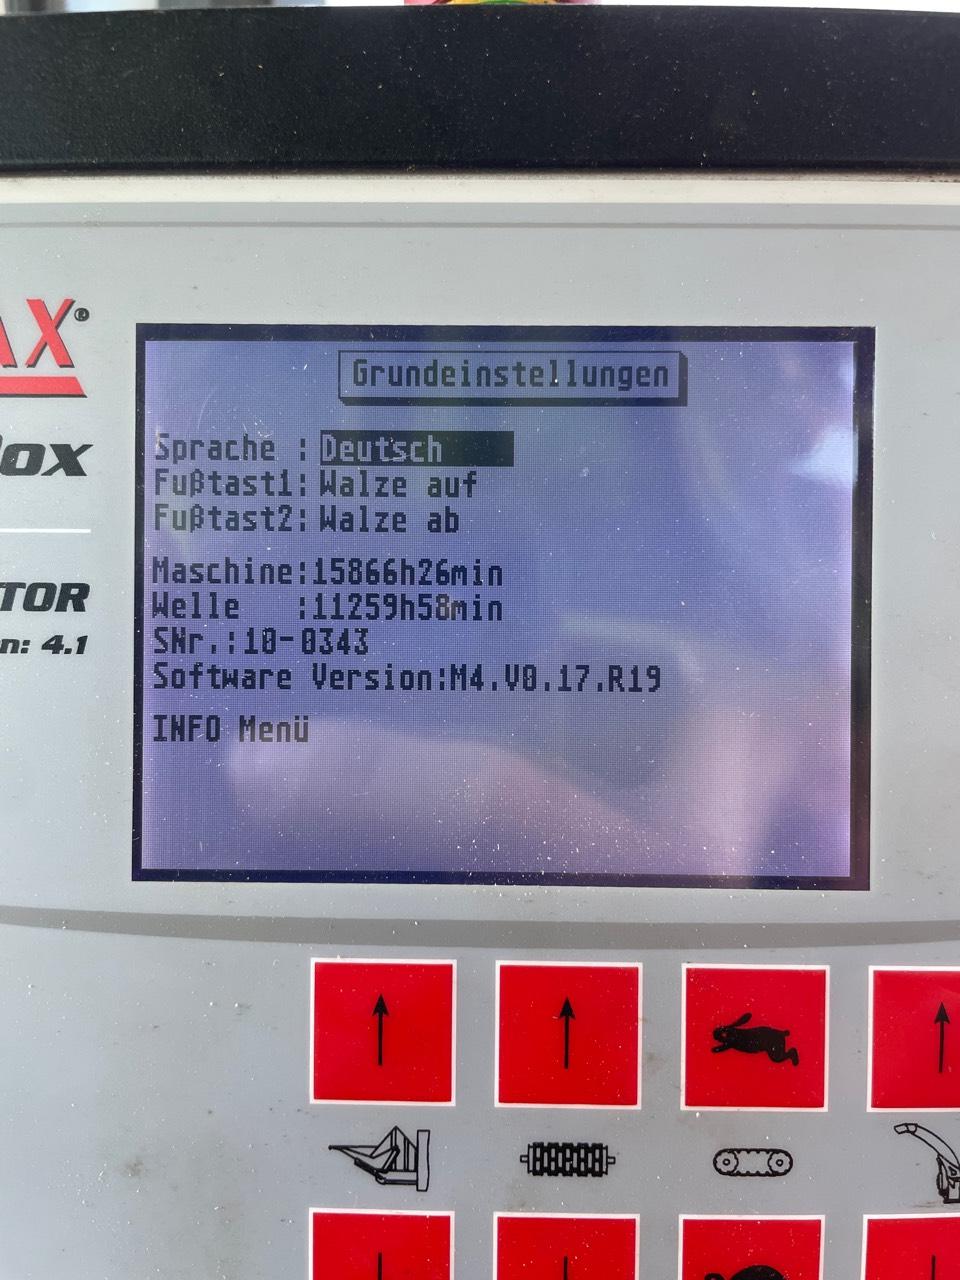 AX®
Box
TOR
n: 4.1
Grundeinstellungen
Sprache : Deutsch
Fußtast1: Walze auf
Fußtast2: Walze ab
Maschine:15866h26min
Welle :11259h58min
SNr.:10-0343
Software Version:M4.V0.17.R19
INFO Menü